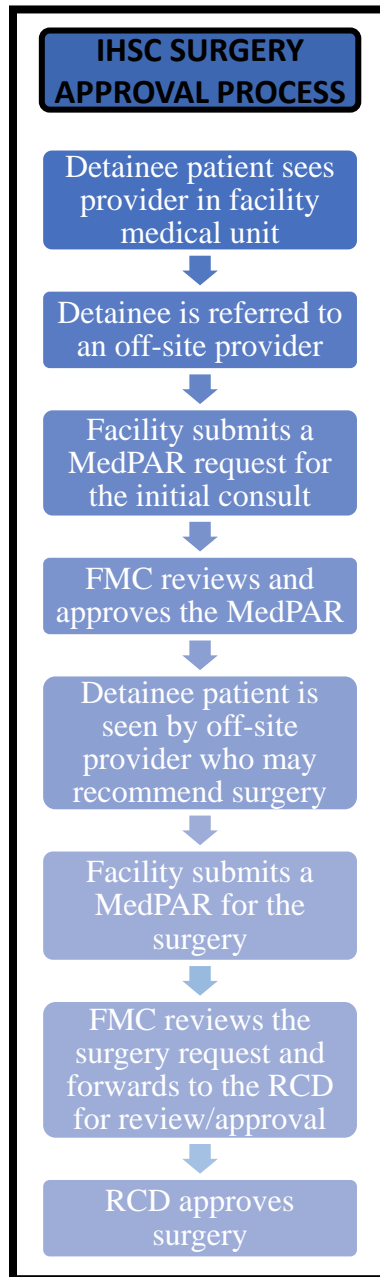 IHSC SURGERY
APPROVAL PROCESS
Detainee patient sees
provider in facility
medical unit
Detainee is referred to
an off-site provider
Facility submits a
MedPAR request for
the initial consult
FMC reviews and
approves the MedPAR
Detainee patient is
seen by off-site
provider who may
recommend surgery
Facility submits a
MedPAR for the
surgery
FMC reviews the
surgery request and
forwards to the RCD
for review/approval
RCD approves
surgery